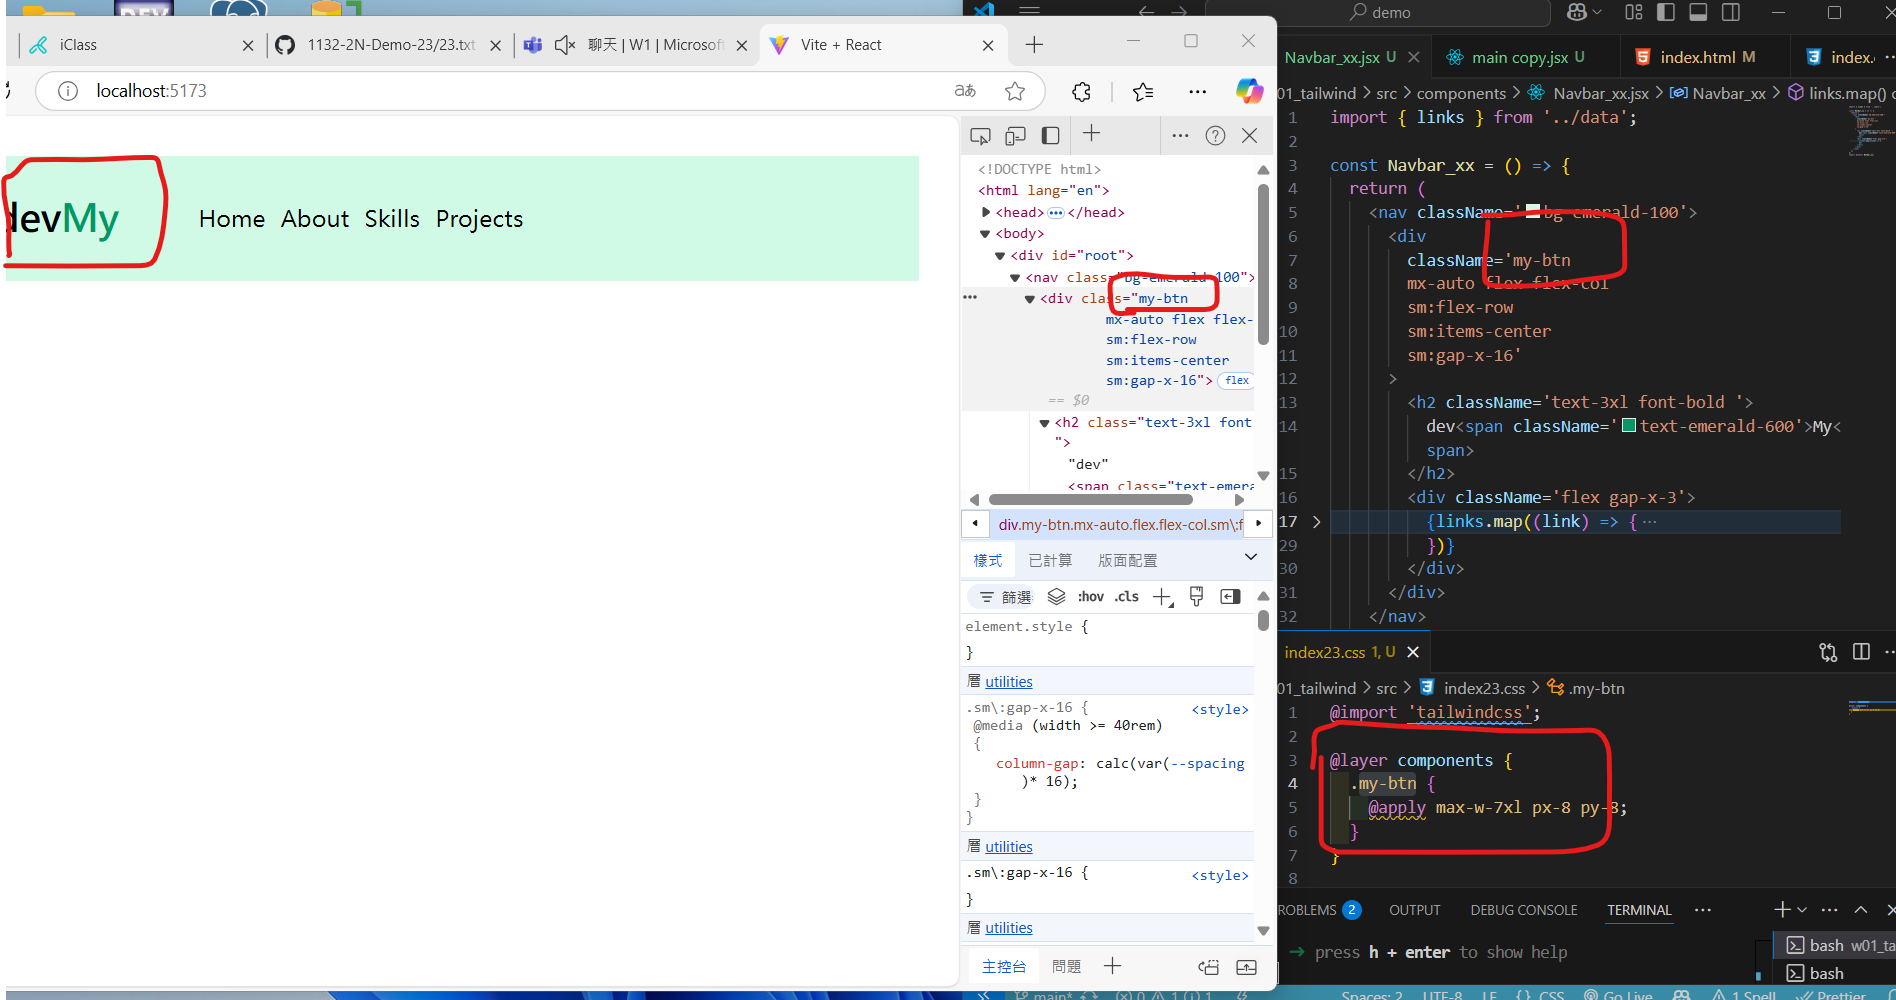 iClass
1132-2N-Demo-23/23.txt
聊天 | W1 | Microsoft
Vite + React
localhost:5173
aあ
devMy
Home About Skills Projects
<!DOCTYPE html>
<html lang="en">
<head> ••• </head>
<body>
<div id="root">
<nav class="bg-emerald-100">
<div class="my-btn
mx-auto flex flex-
sm:flex-row
sm:items-center
sm:gap-x-16"> flex
== $0
<h2 class="text-3xl font
">
"dev"
<span class="text-emera
div.my-btn.mx-auto.flex.flex-col.sm\:f
樣式 已計算 版面配置
篩選 :hov .cls
element.style {
}
層 utilities
.sm\:gap-x-16 { <style>
@media (width >= 40rem)
{
column-gap: calc(var(--spacing
)* 16);
}
}
層 utilities
.sm\:gap-x-16 { <style>
}
層 utilities
主控台 問題
demo
Navbar_xx.jsx U
main copy.jsx U
index.html M
index.
01_tailwind > src > components > Navbar_xx.jsx > Navbar_xx > links.map() c
1 import { links } from '../data';
2
3 const Navbar_xx = () => {
4 return (
5 <nav className='bg-emerald-100'>
6 <div
7 className='my-btn
8 mx-auto flex flex-col
9 sm:flex-row
10 sm:items-center
11 sm:gap-x-16'
12 >
13 <h2 className='text-3xl font-bold '>
14 dev<span className='text-emerald-600'>My<
span>
15 </h2>
16 <div className='flex gap-x-3'>
17 {links.map((link) => { ···
29 })}
30 </div>
31 </div>
32 </nav>
index23.css 1, U
01_tailwind > src > index23.css > .my-btn
1 @import 'tailwindcss';
2
3 @layer components {
4 .my-btn {
5 @apply max-w-7xl px-8 py-8;
6 }
7 }
8
ROBLEMS 2 OUTPUT DEBUG CONSOLE TERMINAL
→ press h + enter to show help
bash w01_ta
bash
main* 0 1 1 Spaces: 2 UTF-8 LF {} CSS Go Live 1 Spell Prettier